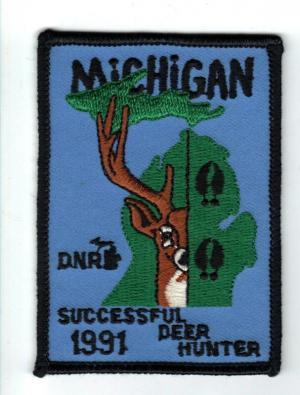 MiCHiGAN
DNR
SUCCESSFUL
1991 DEER
HUNTER